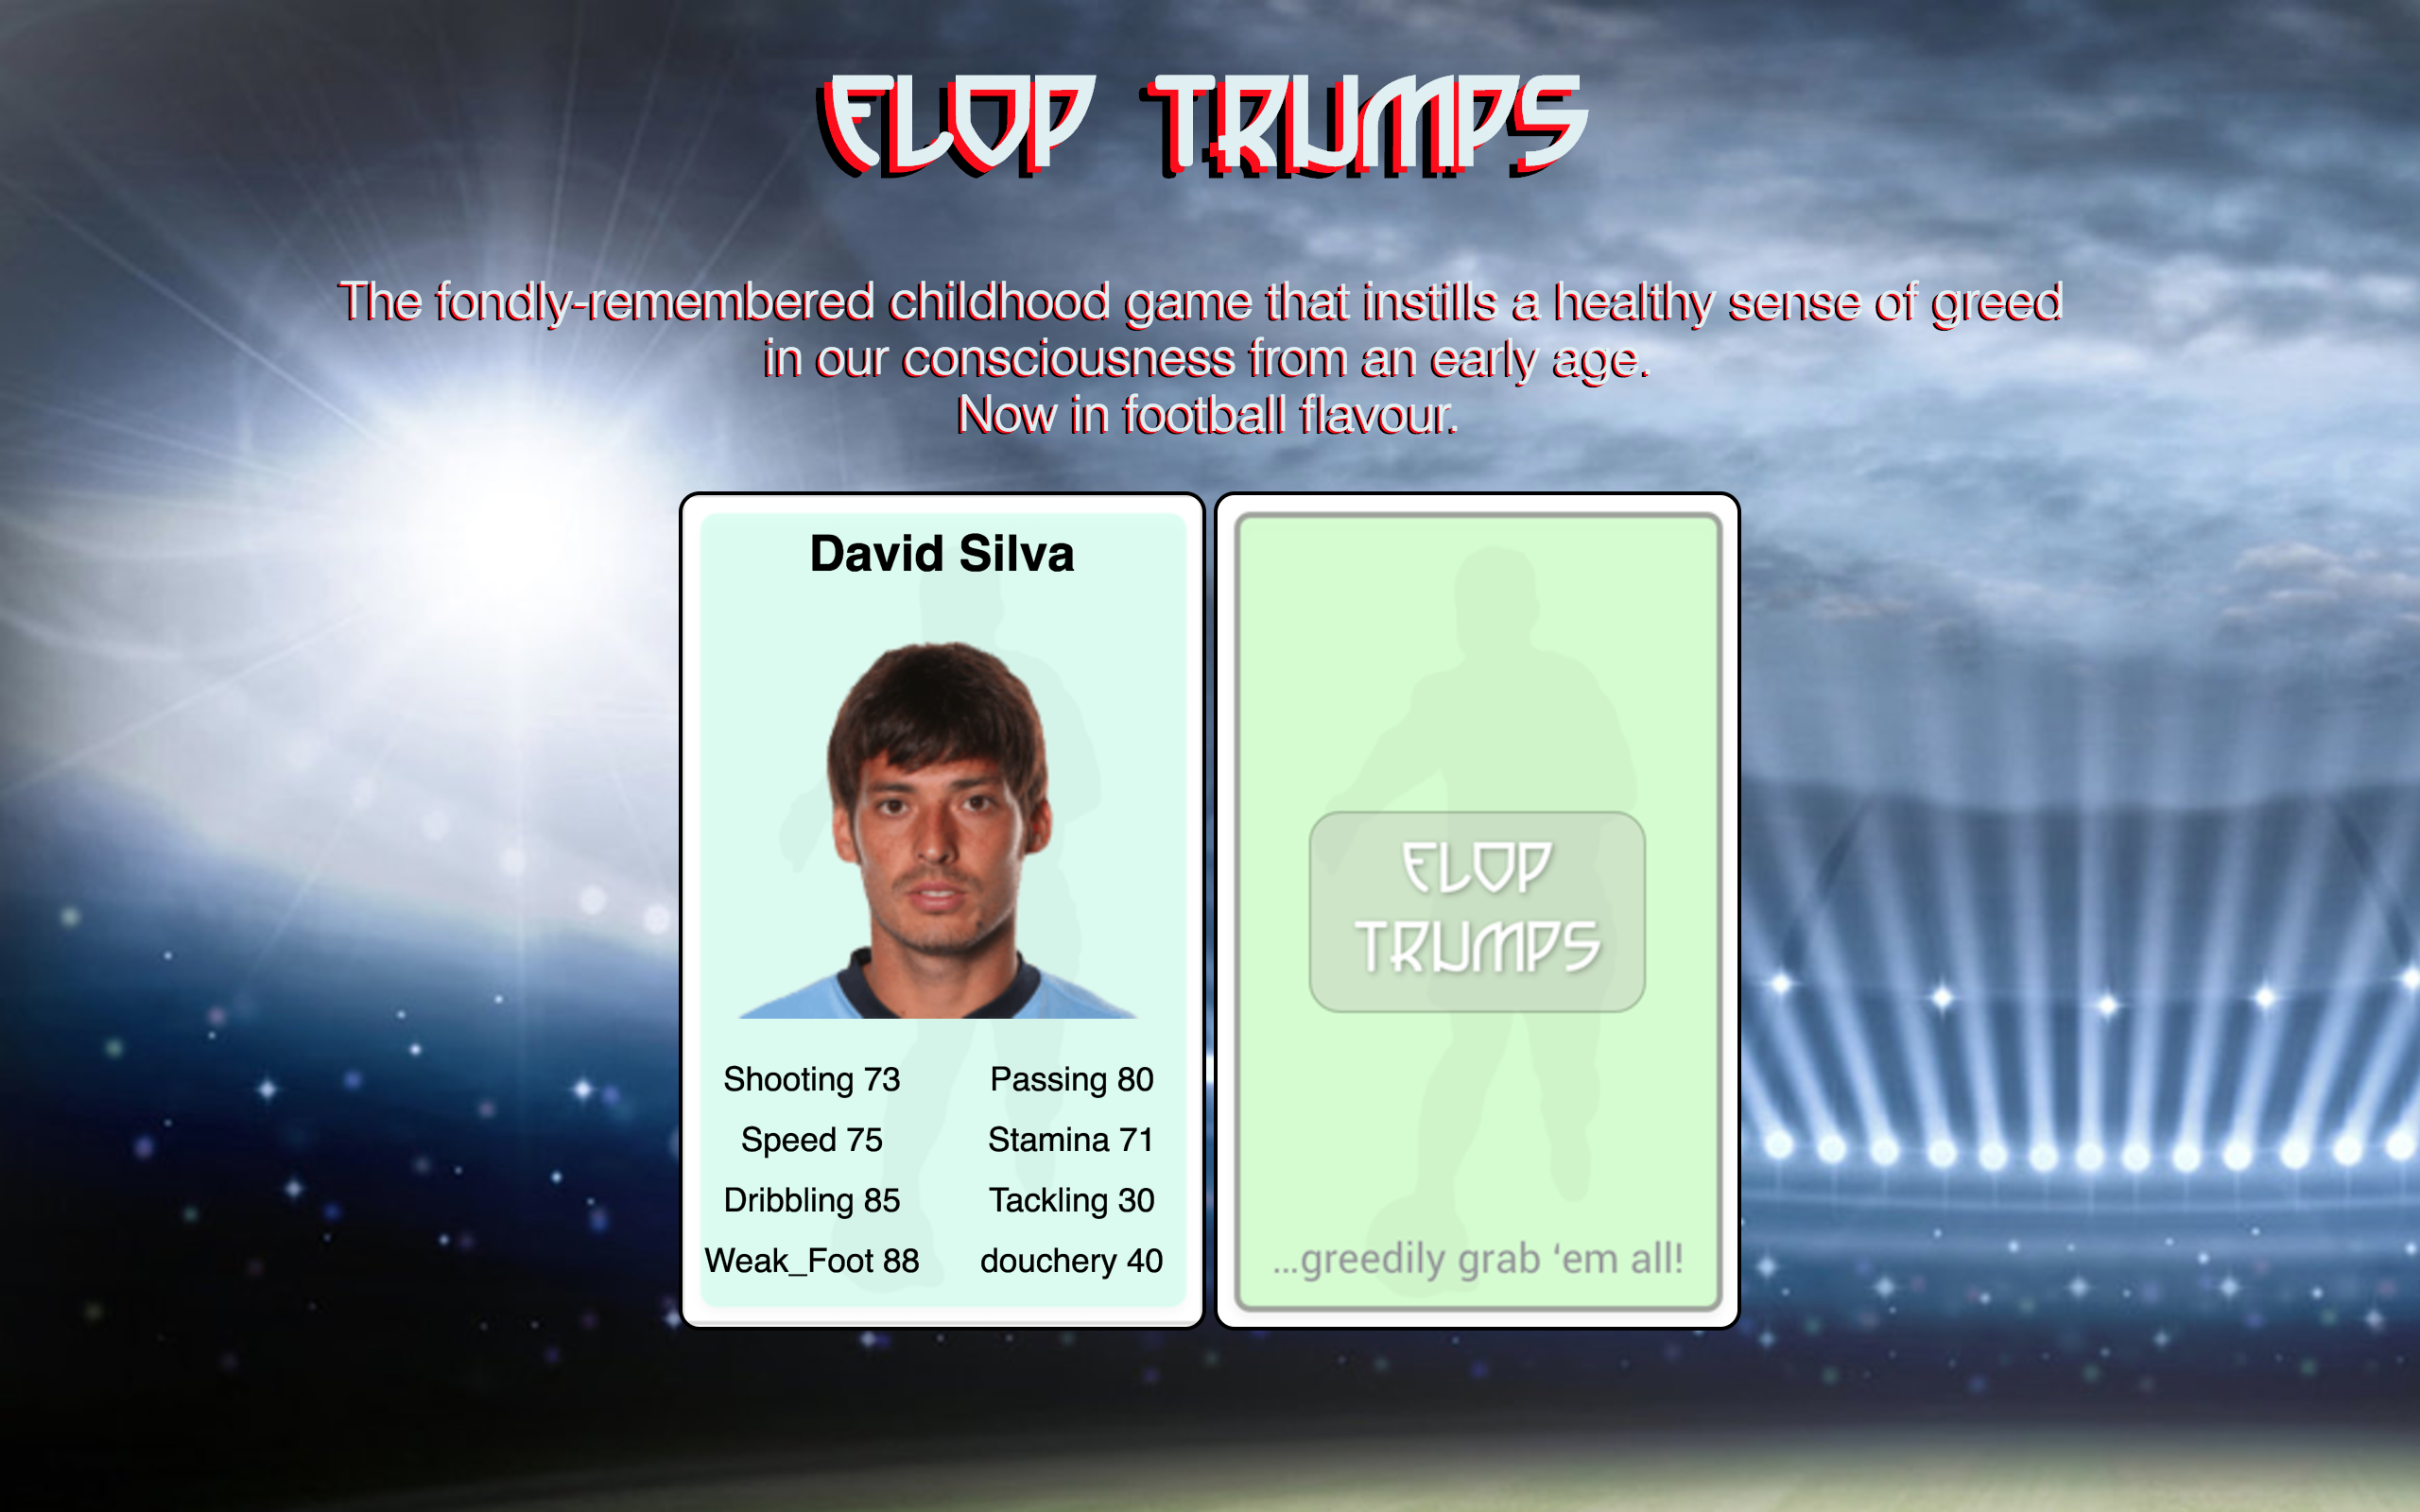 ELOP TRUMPS
The fondly-remembered childhood game that instills a healthy sense of greed
in our consciousness from an early age.
Now in football flavour.
David Silva
Shooting 73 Passing 80
Speed 75 Stamina 71
Dribbling 85 Tackling 30
Weak_Foot 88 douchery 40
ELOP
TRUMPS
...greedily grab ‘em all!